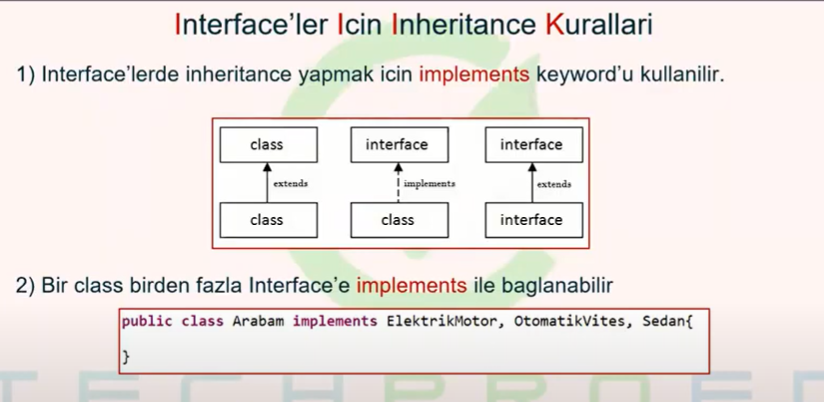 Interface'ler Icin Inheritance Kurallari
1) Interface'lerde inheritance yapmak icin implements keyword'u kullanilir.
class interface interface
extends implements extends
class class interface
2) Bir class birden fazla Interface'e implements ile baglanabilir
public class Arabam implements ElektrikMotor, OtomatikVites, Sedan{
}
TECHPROED